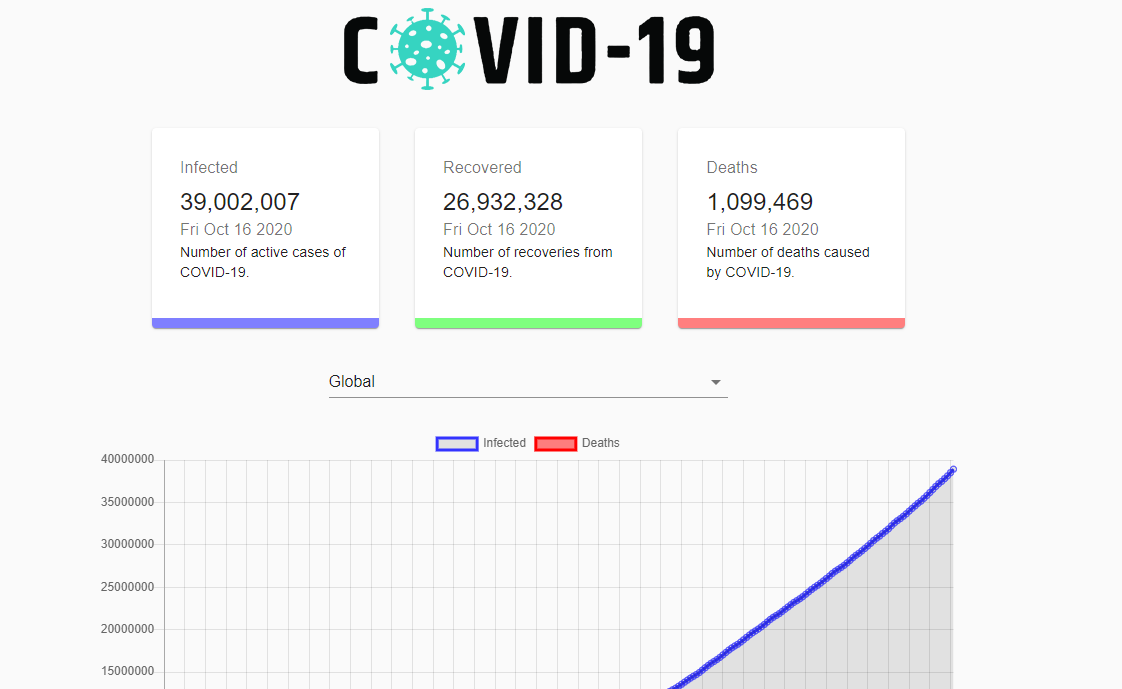 COVID-19
Infected
39,002,007
Fri Oct 16 2020
Number of active cases of
COVID-19.
Recovered
26,932,328
Fri Oct 16 2020
Number of recoveries from
COVID-19.
Deaths
1,099,469
Fri Oct 16 2020
Number of deaths caused
by COVID-19.
Global
Infected Deaths
40000000
35000000
30000000
25000000
20000000
15000000